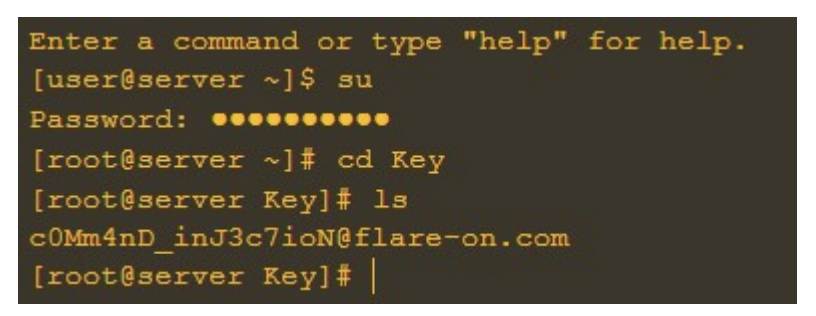 Enter a command or type "help" for help.
[user@server ~]$ su
Password: ●●●●●●●●●●
[root@server ~]# cd Key
[root@server Key]# ls
c0Mm4nD_inJ3c7ioN@flare-on.com
[root@server Key]#